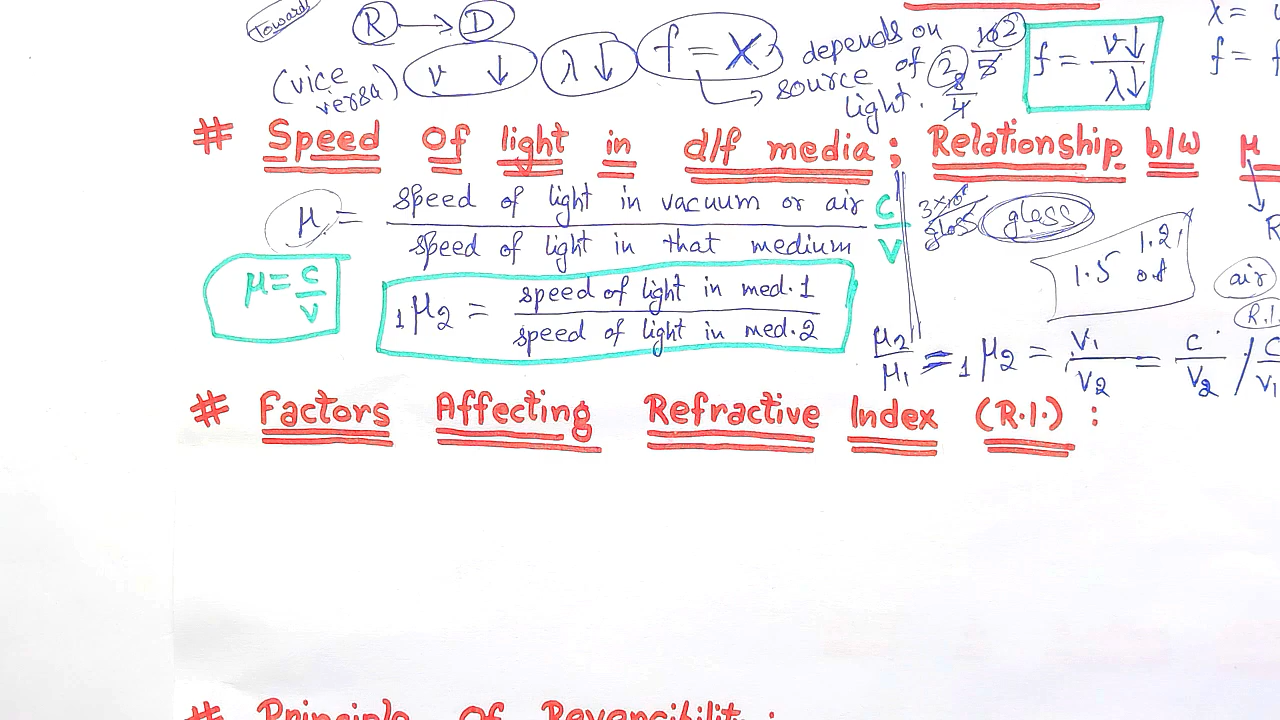 Towards R → D
(vice versa) v ↓ λ ↓ f = X
depends on
source of
light.
f = v↓ / λ↓
# Speed Of light in d/f media ; Relationship b/w μ
μ = speed of light in vacuum or air / speed of light in that medium C / V
3×10⁸ / glass glass
1.5 1.2
air
R.I.
μ = c / v
₁μ₂ = speed of light in med. 1 / speed of light in med. 2
μ₂ / μ₁ = ₁μ₂ = V₁ / V₂ = C / V₂ / C / V₁
# Factors Affecting Refractive Index (R.I.) :
# Principle Of Reversibility :